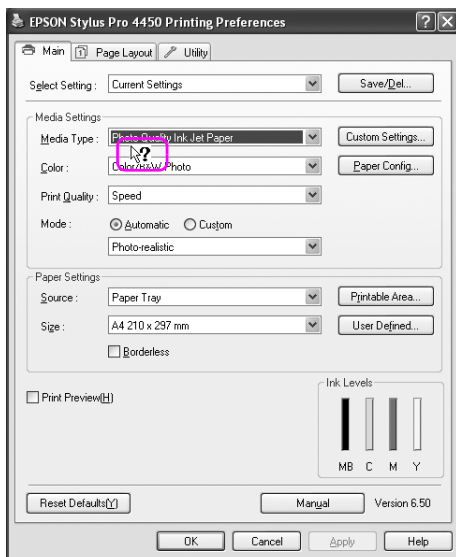 EPSON Stylus Pro 4450 Printing Preferences
Main Page Layout Utility
Select Setting : Current Settings Save/Del...
Media Settings
Media Type : Photo Quality Ink Jet Paper Custom Settings...
Color : Color/B&W Photo Paper Config...
Print Quality : Speed
Mode : Automatic Custom
Photo-realistic
Paper Settings
Source : Paper Tray Printable Area...
Size : A4 210 x 297 mm User Defined...
Borderless
Ink Levels
Print Preview(H)
MB C M Y
Reset Defaults(Y) Manual Version 6.50
OK Cancel Apply Help